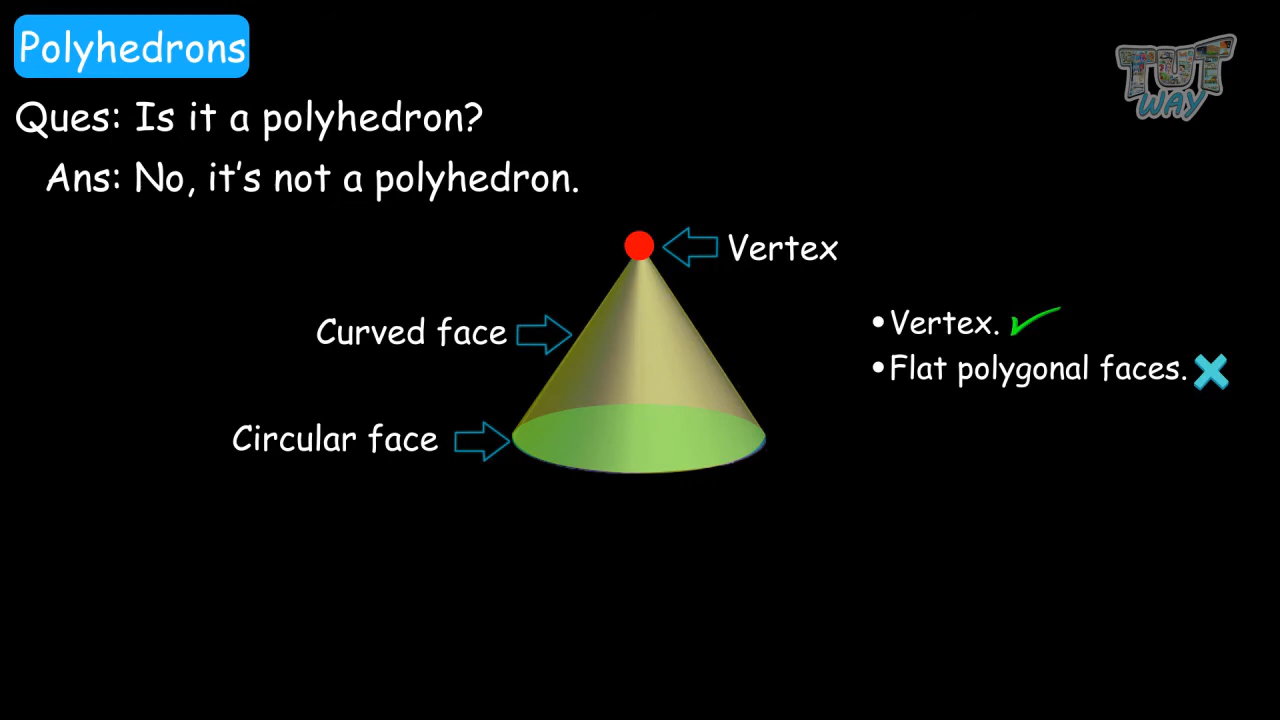 Polyhedrons
TUT
WAY
Ques: Is it a polyhedron?
Ans: No, it's not a polyhedron.
Vertex
Curved face
•Vertex.
•Flat polygonal faces.
Circular face